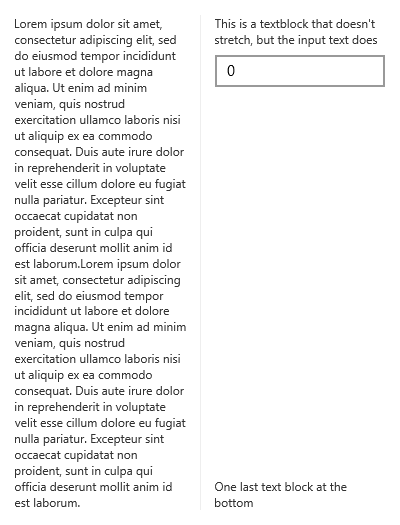 Lorem ipsum dolor sit amet,
consectetur adipiscing elit, sed
do eiusmod tempor incididunt
ut labore et dolore magna
aliqua. Ut enim ad minim
veniam, quis nostrud
exercitation ullamco laboris nisi
ut aliquip ex ea commodo
consequat. Duis aute irure dolor
in reprehenderit in voluptate
velit esse cillum dolore eu fugiat
nulla pariatur. Excepteur sint
occaecat cupidatat non
proident, sunt in culpa qui
officia deserunt mollit anim id
est laborum.Lorem ipsum dolor
sit amet, consectetur adipiscing
elit, sed do eiusmod tempor
incididunt ut labore et dolore
magna aliqua. Ut enim ad minim
veniam, quis nostrud
exercitation ullamco laboris nisi
ut aliquip ex ea commodo
consequat. Duis aute irure dolor
in reprehenderit in voluptate
velit esse cillum dolore eu fugiat
nulla pariatur. Excepteur sint
occaecat cupidatat non
proident, sunt in culpa qui
officia deserunt mollit anim id
est laborum.
This is a textblock that doesn't
stretch, but the input text does
0
One last text block at the
bottom